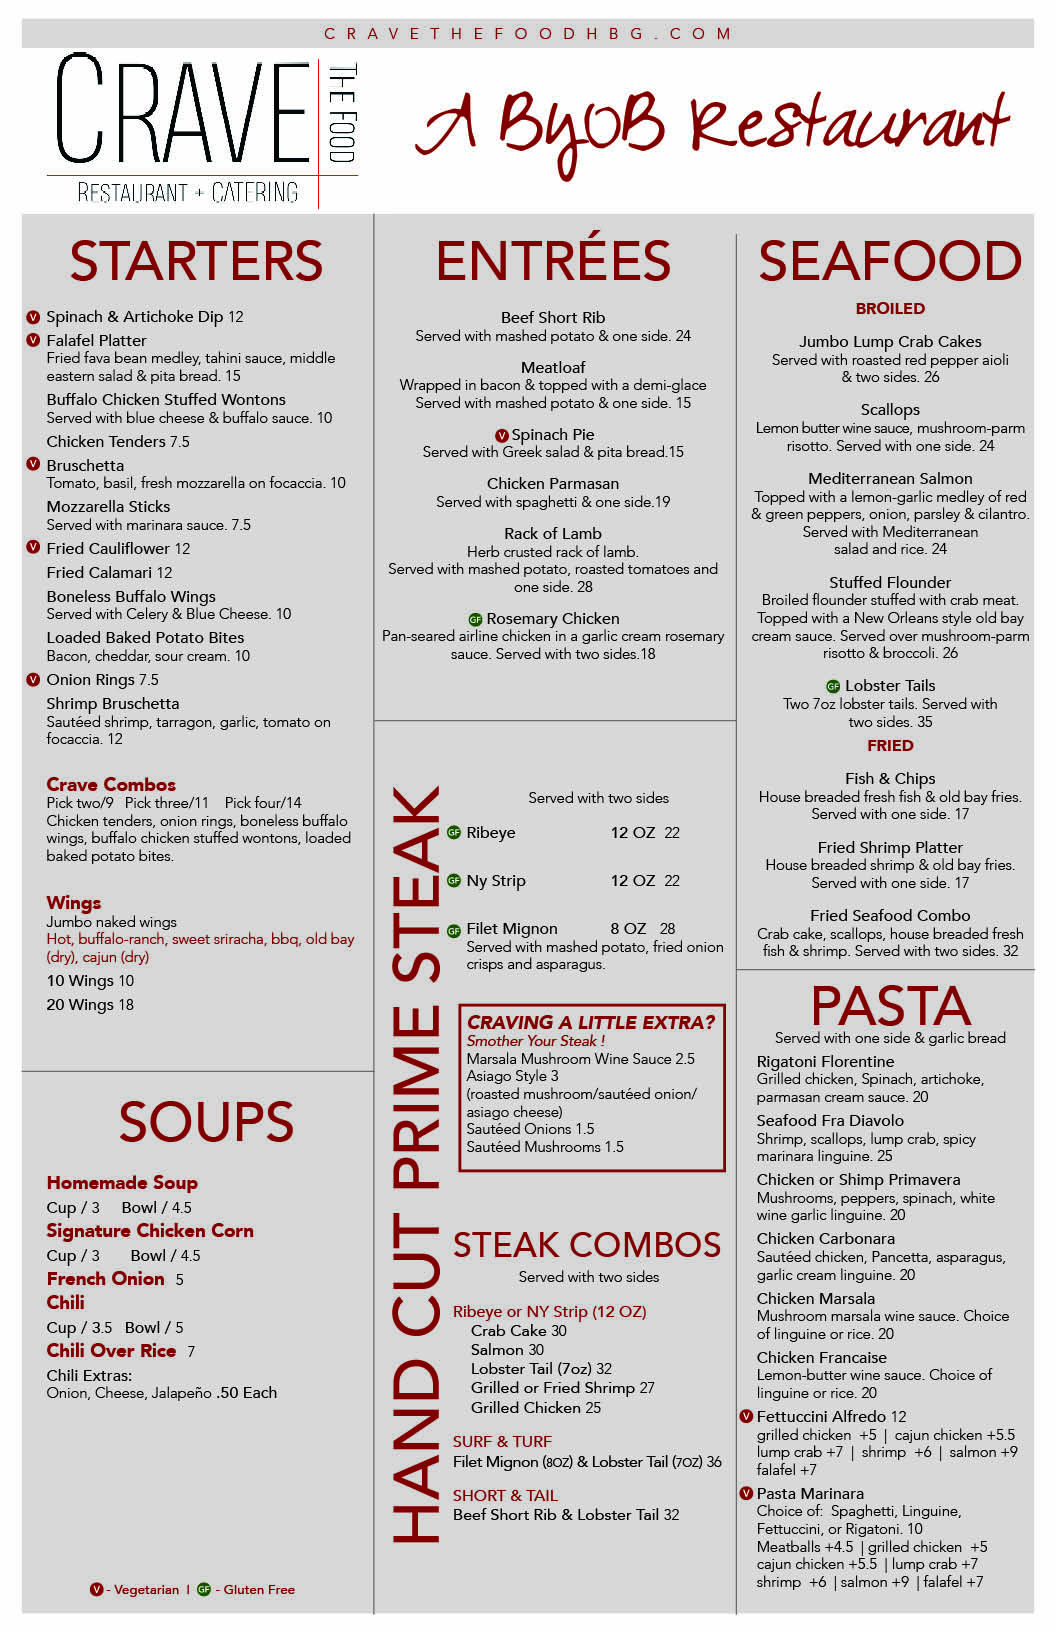 CRAVETHEFOODHBG.COM
CRAVE
THE FOOD
RESTAURANT + CATERING
A BYOB Restaurant
STARTERS
V Spinach & Artichoke Dip 12
V Falafel Platter
Fried fava bean medley, tahini sauce, middle
eastern salad & pita bread. 15
Buffalo Chicken Stuffed Wontons
Served with blue cheese & buffalo sauce. 10
Chicken Tenders 7.5
V Bruschetta
Tomato, basil, fresh mozzarella on focaccia. 10
Mozzarella Sticks
Served with marinara sauce. 7.5
V Fried Cauliflower 12
Fried Calamari 12
Boneless Buffalo Wings
Served with Celery & Blue Cheese. 10
Loaded Baked Potato Bites
Bacon, cheddar, sour cream. 10
V Onion Rings 7.5
Shrimp Bruschetta
Sautéed shrimp, tarragon, garlic, tomato on
focaccia. 12
Crave Combos
Pick two/9 Pick three/11 Pick four/14
Chicken tenders, onion rings, boneless buffalo
wings, buffalo chicken stuffed wontons, loaded
baked potato bites.
Wings
Jumbo naked wings
Hot, buffalo-ranch, sweet sriracha, bbq, old bay
(dry), cajun (dry)
10 Wings 10
20 Wings 18
SOUPS
Homemade Soup
Cup / 3 Bowl / 4.5
Signature Chicken Corn
Cup / 3 Bowl / 4.5
French Onion 5
Chili
Cup / 3.5 Bowl / 5
Chili Over Rice 7
Chili Extras:
Onion, Cheese, Jalapeño .50 Each
V - Vegetarian | GF - Gluten Free
ENTRÉES
Beef Short Rib
Served with mashed potato & one side. 24
Meatloaf
Wrapped in bacon & topped with a demi-glace
Served with mashed potato & one side. 15
V Spinach Pie
Served with Greek salad & pita bread.15
Chicken Parmasan
Served with spaghetti & one side.19
Rack of Lamb
Herb crusted rack of lamb.
Served with mashed potato, roasted tomatoes and
one side. 28
GF Rosemary Chicken
Pan-seared airline chicken in a garlic cream rosemary
sauce. Served with two sides.18
HAND CUT PRIME STEAK
Served with two sides
GF Ribeye 12 OZ 22
GF Ny Strip 12 OZ 22
GF Filet Mignon 8 OZ 28
Served with mashed potato, fried onion
crisps and asparagus.
CRAVING A LITTLE EXTRA?
Smother Your Steak !
Marsala Mushroom Wine Sauce 2.5
Asiago Style 3
(roasted mushroom/sautéed onion/
asiago cheese)
Sautéed Onions 1.5
Sautéed Mushrooms 1.5
STEAK COMBOS
Served with two sides
Ribeye or NY Strip (12 OZ)
Crab Cake 30
Salmon 30
Lobster Tail (7oz) 32
Grilled or Fried Shrimp 27
Grilled Chicken 25
SURF & TURF
Filet Mignon (8OZ) & Lobster Tail (7OZ) 36
SHORT & TAIL
Beef Short Rib & Lobster Tail 32
SEAFOOD
BROILED
Jumbo Lump Crab Cakes
Served with roasted red pepper aioli
& two sides. 26
Scallops
Lemon butter wine sauce, mushroom-parm
risotto. Served with one side. 24
Mediterranean Salmon
Topped with a lemon-garlic medley of red
& green peppers, onion, parsley & cilantro.
Served with Mediterranean
salad and rice. 24
Stuffed Flounder
Broiled flounder stuffed with crab meat.
Topped with a New Orleans style old bay
cream sauce. Served over mushroom-parm
risotto & broccoli. 26
GF Lobster Tails
Two 7oz lobster tails. Served with
two sides. 35
FRIED
Fish & Chips
House breaded fresh fish & old bay fries.
Served with one side. 17
Fried Shrimp Platter
House breaded shrimp & old bay fries.
Served with one side. 17
Fried Seafood Combo
Crab cake, scallops, house breaded fresh
fish & shrimp. Served with two sides. 32
PASTA
Served with one side & garlic bread
Rigatoni Florentine
Grilled chicken, Spinach, artichoke,
parmasan cream sauce. 20
Seafood Fra Diavolo
Shrimp, scallops, lump crab, spicy
marinara linguine. 25
Chicken or Shimp Primavera
Mushrooms, peppers, spinach, white
wine garlic linguine. 20
Chicken Carbonara
Sautéed chicken, Pancetta, asparagus,
garlic cream linguine. 20
Chicken Marsala
Mushroom marsala wine sauce. Choice
of linguine or rice. 20
Chicken Francaise
Lemon-butter wine sauce. Choice of
linguine or rice. 20
V Fettuccini Alfredo 12
grilled chicken +5 | cajun chicken +5.5
lump crab +7 | shrimp +6 | salmon +9
falafel +7
V Pasta Marinara
Choice of: Spaghetti, Linguine,
Fettuccini, or Rigatoni. 10
Meatballs +4.5 | grilled chicken +5
cajun chicken +5.5 | lump crab +7
shrimp +6 | salmon +9 | falafel +7